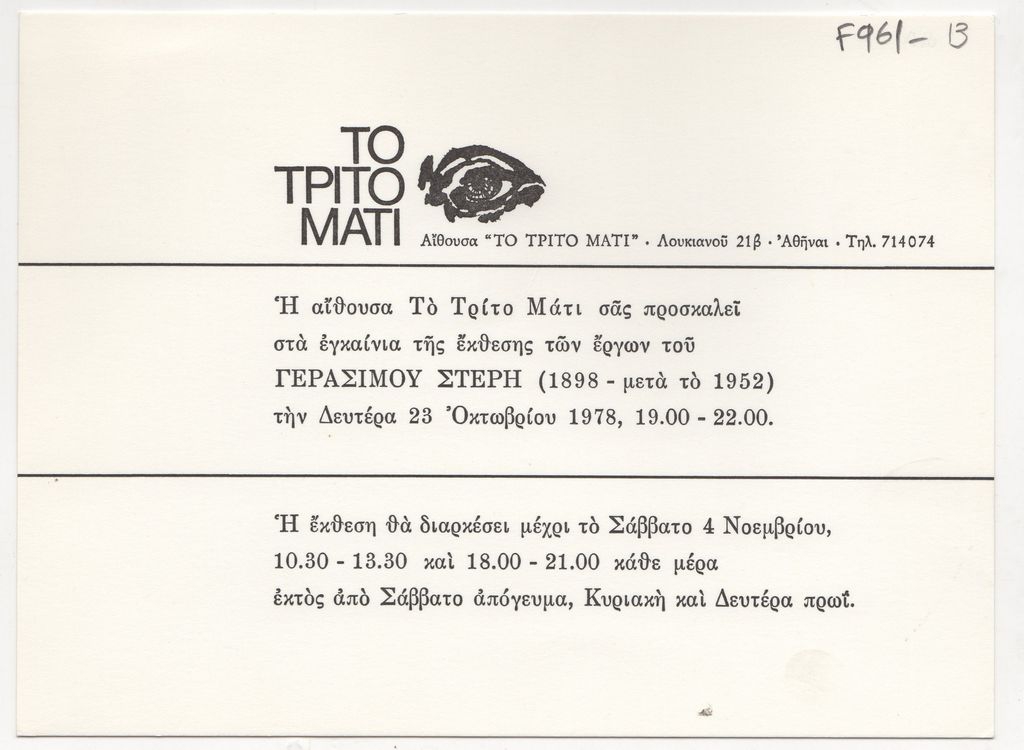 F961-13
ΤΟ
ΤΡΙΤΟ
ΜΑΤΙ
Αἴθουσα “ΤΟ ΤΡΙΤΟ ΜΑΤΙ” · Λουκιανοῦ 21β · Ἀθῆναι · Τηλ. 714074
Ἡ αἴθουσα Τὸ Τρίτο Μάτι σᾶς προσκαλεῖ
στὰ ἐγκαίνια τῆς ἔκθεσης τῶν ἔργων τοῦ
ΓΕΡΑΣΙΜΟΥ ΣΤΕΡΗ (1898 - μετὰ τὸ 1952)
τὴν Δευτέρα 23 Ὀκτωβρίου 1978, 19.00 - 22.00.
Ἡ ἔκθεση θὰ διαρκέσει μέχρι τὸ Σάββατο 4 Νοεμβρίου,
10.30 - 13.30 καὶ 18.00 - 21.00 κάθε μέρα
ἐκτὸς ἀπὸ Σάββατο ἀπόγευμα, Κυριακὴ καὶ Δευτέρα πρωΐ.